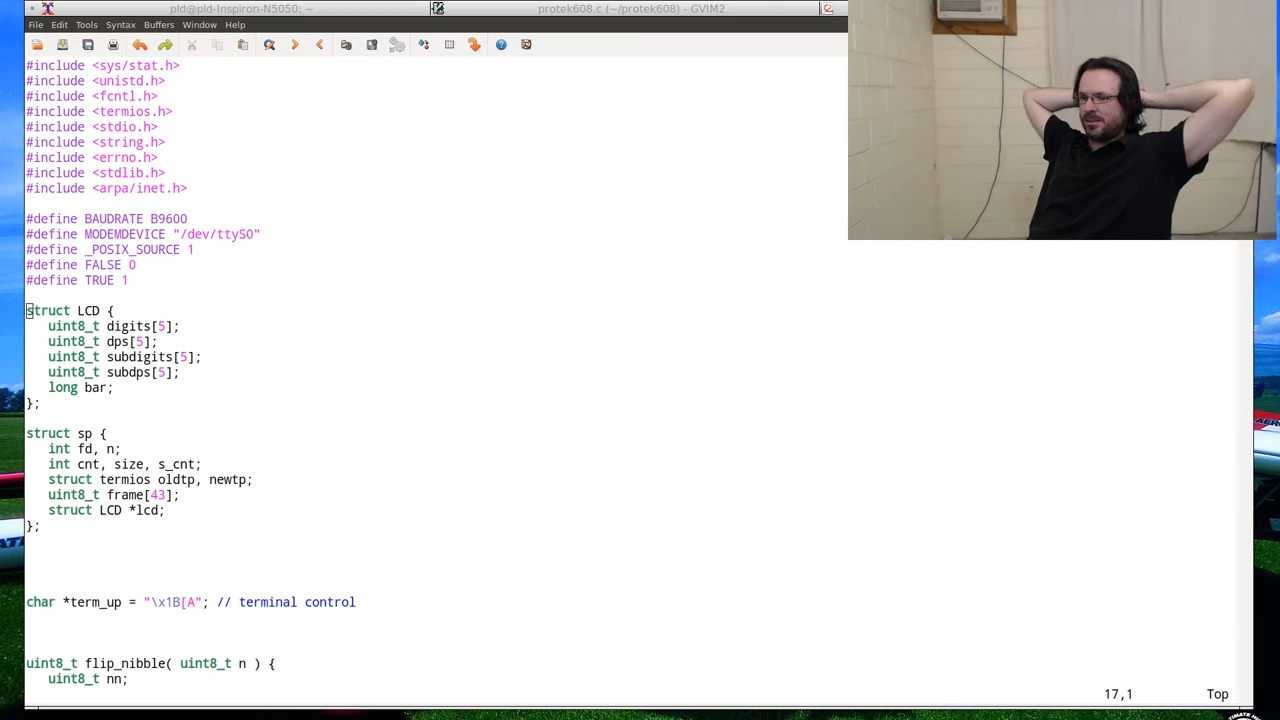 pld@pld-Inspiron-N5050: ~
protek608.c (~/protek608) - GVIM2
File Edit Tools Syntax Buffers Window Help
#include <sys/stat.h>
#include <unistd.h>
#include <fcntl.h>
#include <termios.h>
#include <stdio.h>
#include <string.h>
#include <errno.h>
#include <stdlib.h>
#include <arpa/inet.h>
#define BAUDRATE B9600
#define MODEMDEVICE "/dev/ttyS0"
#define _POSIX_SOURCE 1
#define FALSE 0
#define TRUE 1
struct LCD {
uint8_t digits[5];
uint8_t dps[5];
uint8_t subdigits[5];
uint8_t subdps[5];
long bar;
};
struct sp {
int fd, n;
int cnt, size, s_cnt;
struct termios oldtp, newtp;
uint8_t frame[43];
struct LCD *lcd;
};
char *term_up = "\x1B[A"; // terminal control
uint8_t flip_nibble( uint8_t n ) {
uint8_t nn;
17,1 Top